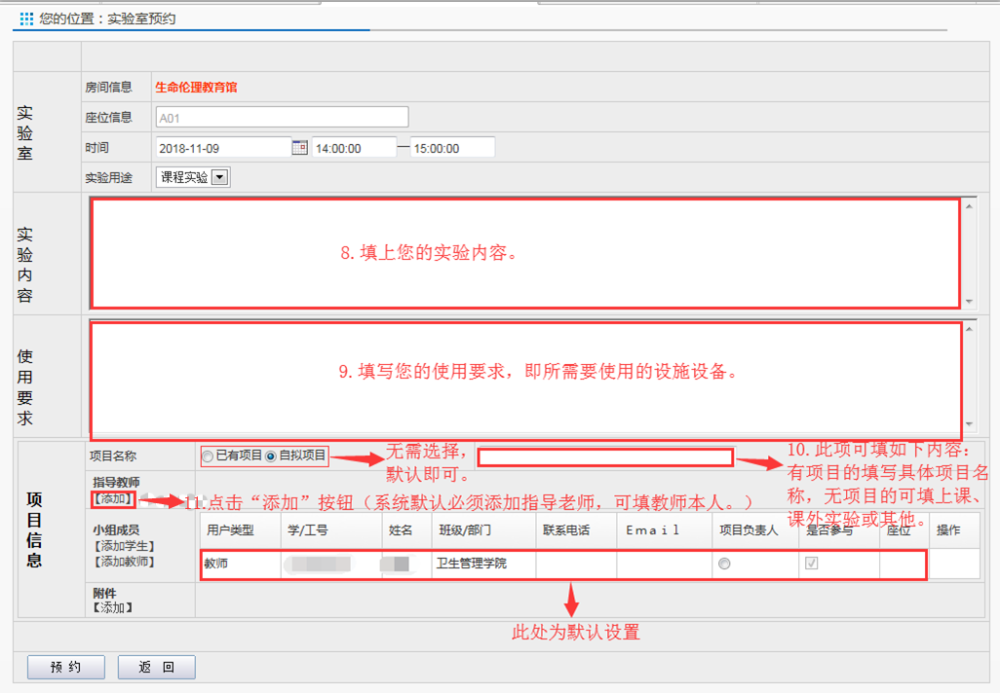 您的位置：实验室预约
实验室
房间信息 生命伦理教育馆
座位信息 A01
时间 2018-11-09 14:00:00 — 15:00:00
实验用途 课程实验
实验内容
8.填上您的实验内容。
使用要求
9.填写您的使用要求，即所需要使用的设施设备。
项目信息
项目名称 已有项目 自拟项目
无需选择，
默认即可。
10.此项可填如下内容：
有项目的填写具体项目名
称，无项目的可填上课、
课外实验或其他。
指导教师
【添加】
11.点击“添加”按钮（系统默认必须添加指导老师，可填教师本人。）
小组成员
【添加学生】
【添加教师】
用户类型 学/工号 姓名 班级/部门 联系电话 Email 项目负责人 是否参与 座位 操作
教师 卫生管理学院
附件
【添加】
此处为默认设置
预 约 返 回